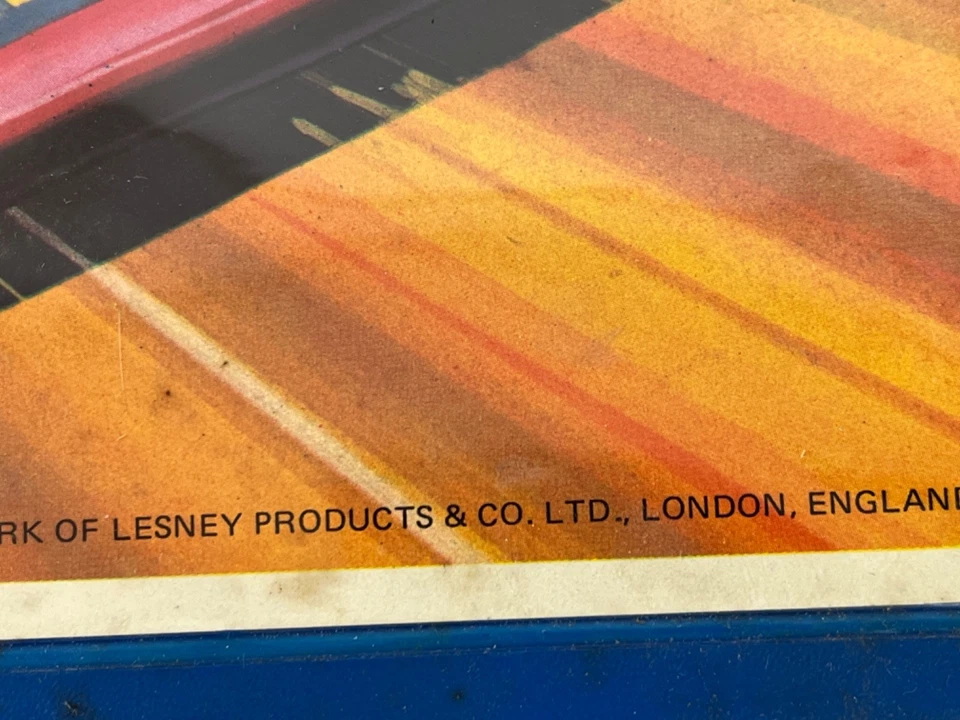 RK OF LESNEY PRODUCTS & CO. LTD., LONDON, ENGLAND